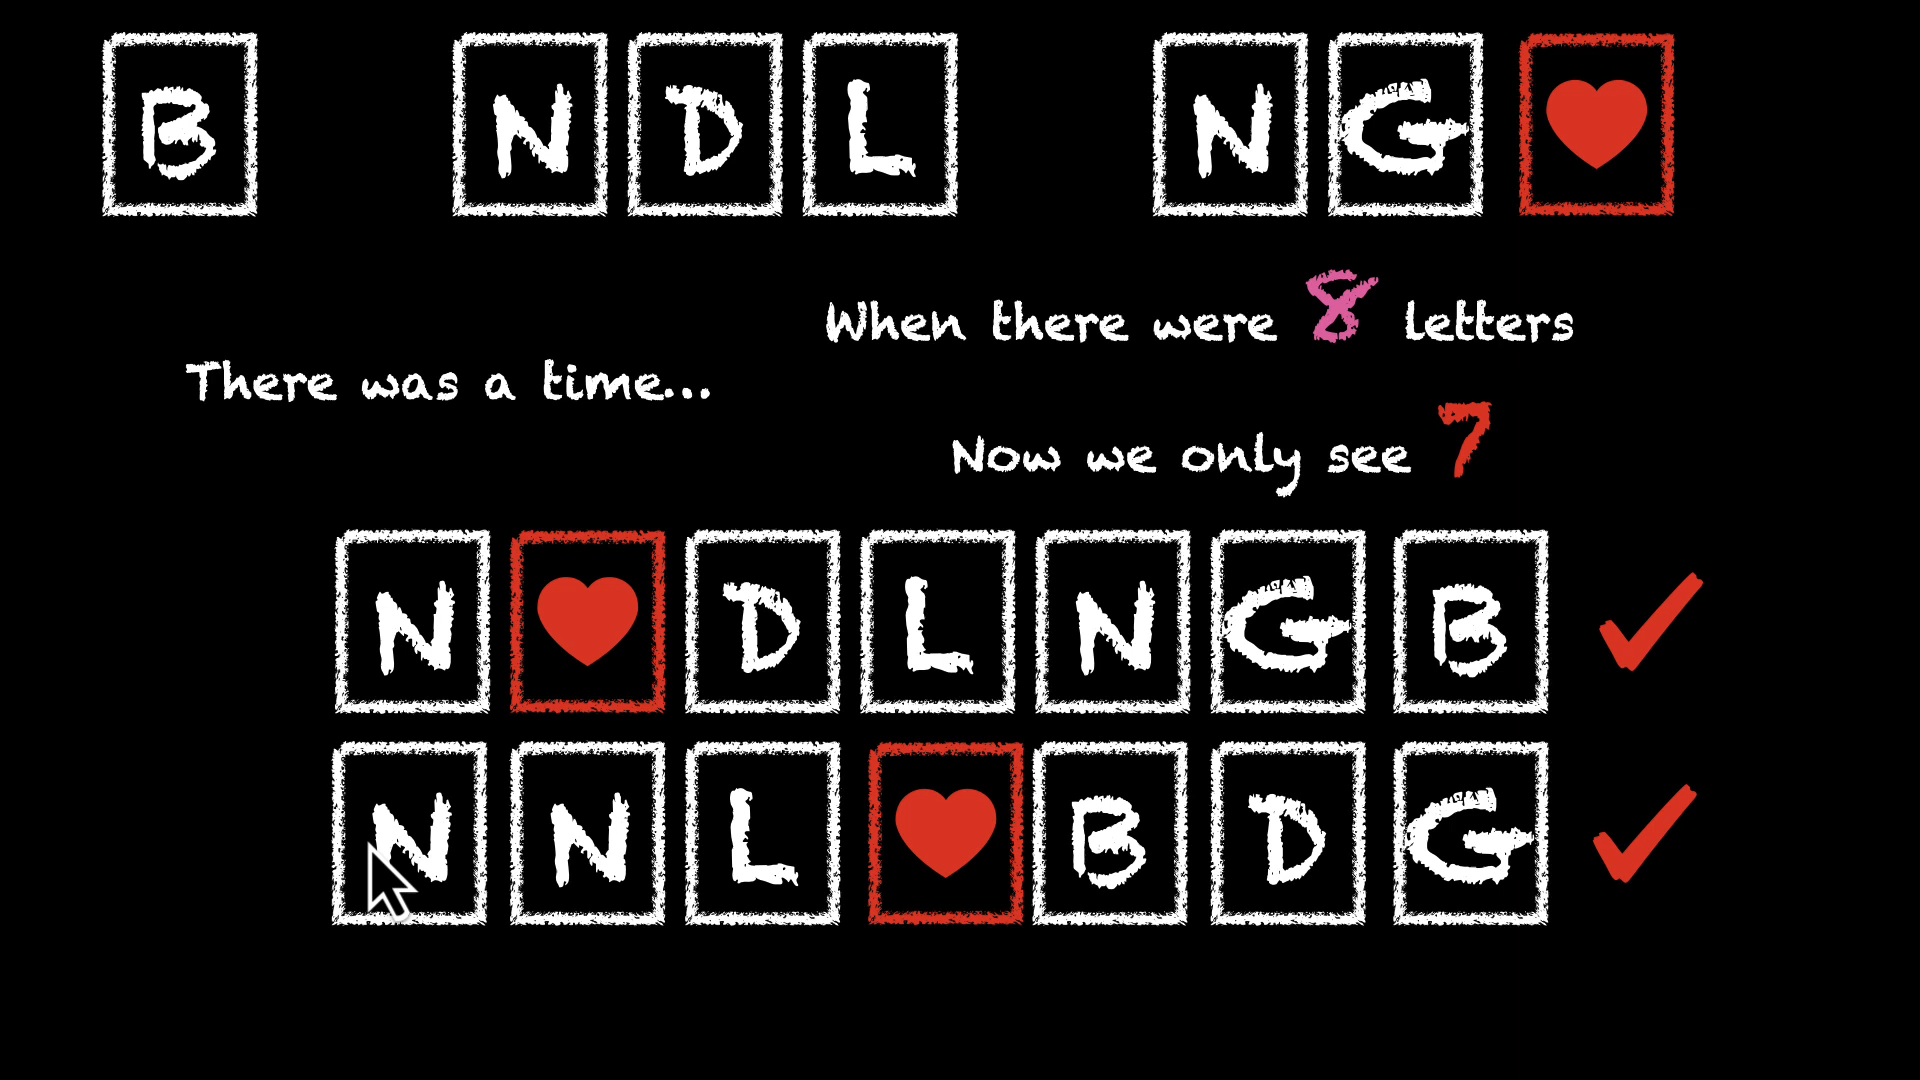 B N D L N G
When there were 8 letters
There was a time...
Now we only see 7
N D L N G B
N N L B D G